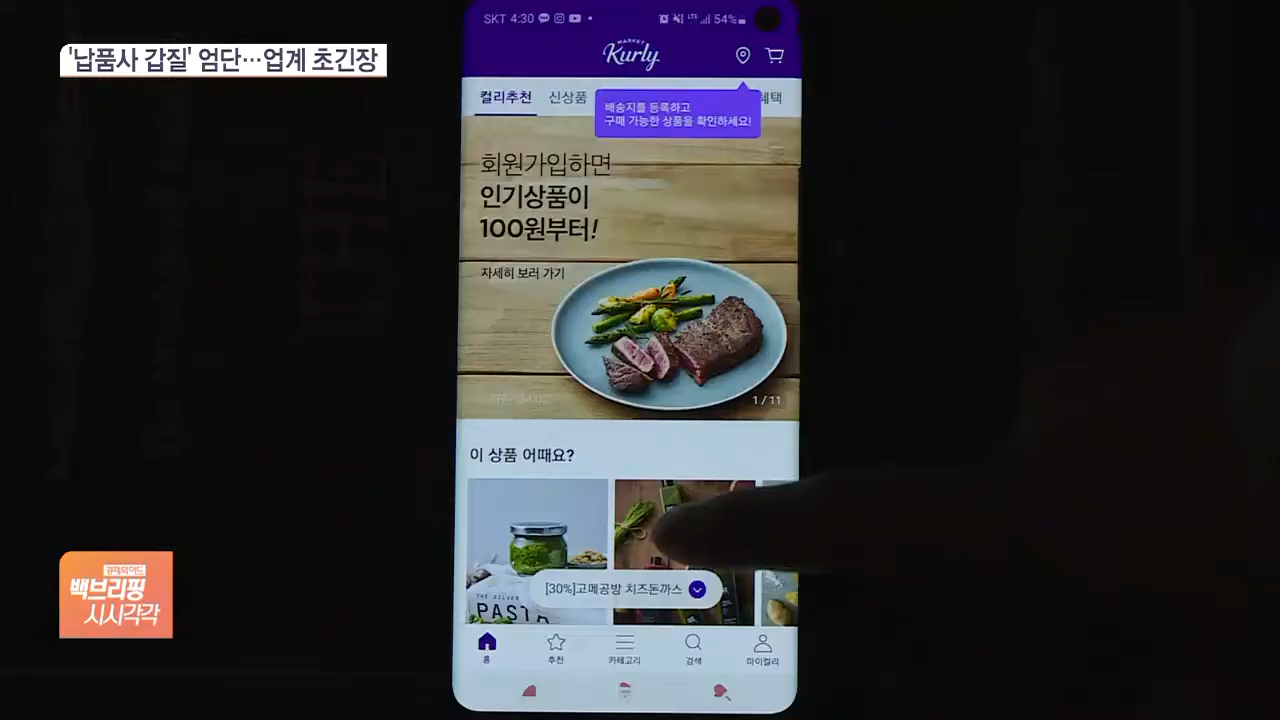 '납품사 갑질' 엄단…업계 초긴장
SKT 4:30
LTE
54%
MARKET
Kurly
컬리추천 신상품
혜택
배송지를 등록하고
구매 가능한 상품을 확인하세요!
회원가입하면
인기상품이
100원부터!
자세히 보러 가기
1 / 11
이 상품 어때요?
THE SILVER
PASTA
[30%]고메공방 치즈돈까스
홈 추천 카테고리 검색 마이컬리
경제와이드
백브리핑
시시각각